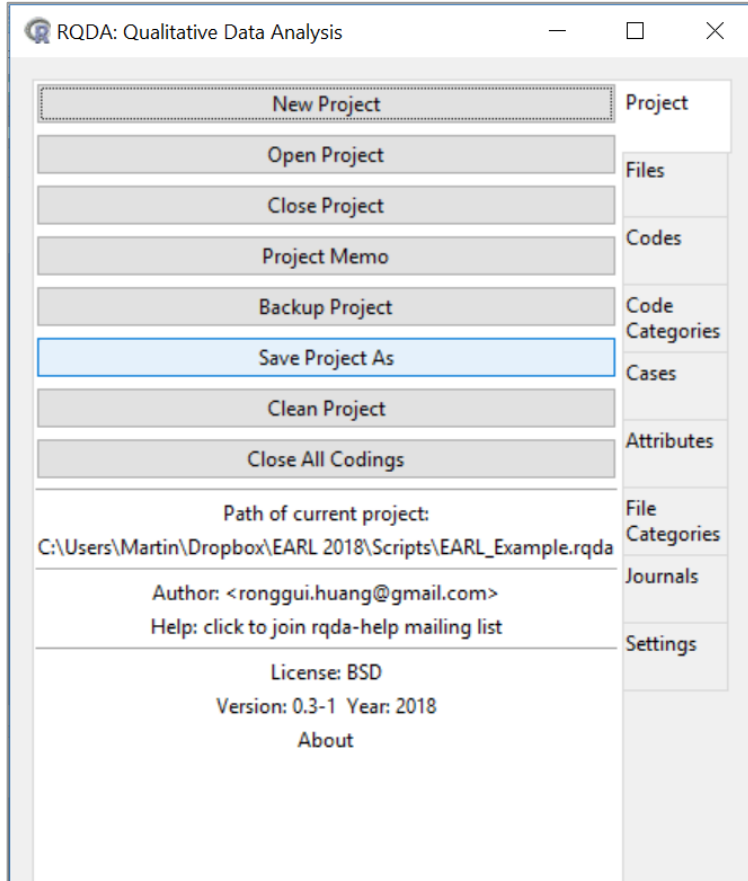 RQDA: Qualitative Data Analysis
New Project
Open Project
Close Project
Project Memo
Backup Project
Save Project As
Clean Project
Close All Codings
Path of current project:
C:\Users\Martin\Dropbox\EARL 2018\Scripts\EARL_Example.rqda
Author: <ronggui.huang@gmail.com>
Help: click to join rqda-help mailing list
License: BSD
Version: 0.3-1 Year: 2018
About
Project
Files
Codes
Code
Categories
Cases
Attributes
File
Categories
Journals
Settings